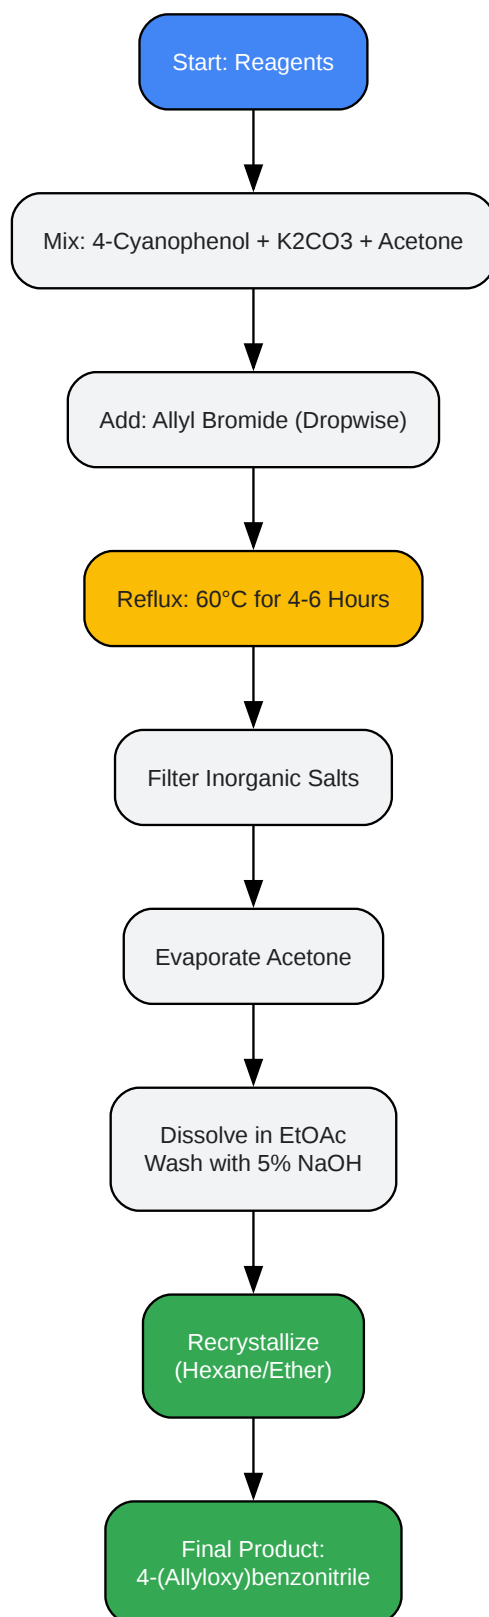 Start: Reagents
Mix: 4-Cyanophenol + K2CO3 + Acetone
Add: Allyl Bromide (Dropwise)
Reflux: 60°C for 4-6 Hours
Filter Inorganic Salts
Evaporate Acetone
Dissolve in EtOAc
Wash with 5% NaOH
Recrystallize
(Hexane/Ether)
Final Product:
4-(Allyloxy)benzonitrile